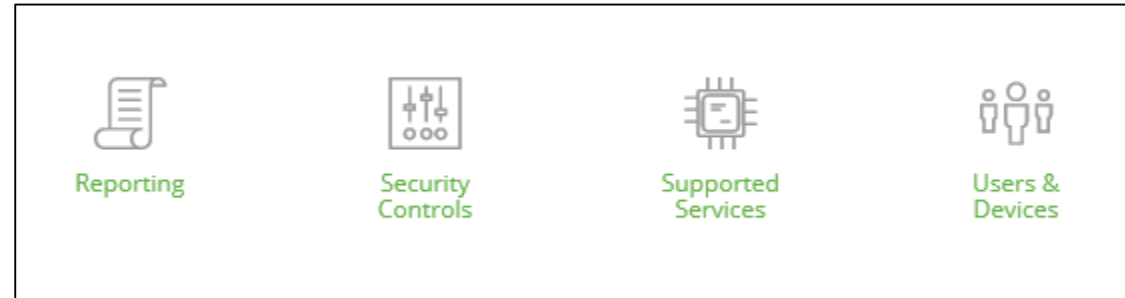 Reporting
Security
Controls
Supported
Services
Users &
Devices